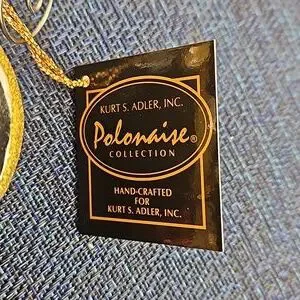 KURT S. ADLER, INC.
Polonaise®
COLLECTION
HAND-CRAFTED
FOR
KURT S. ADLER, INC.